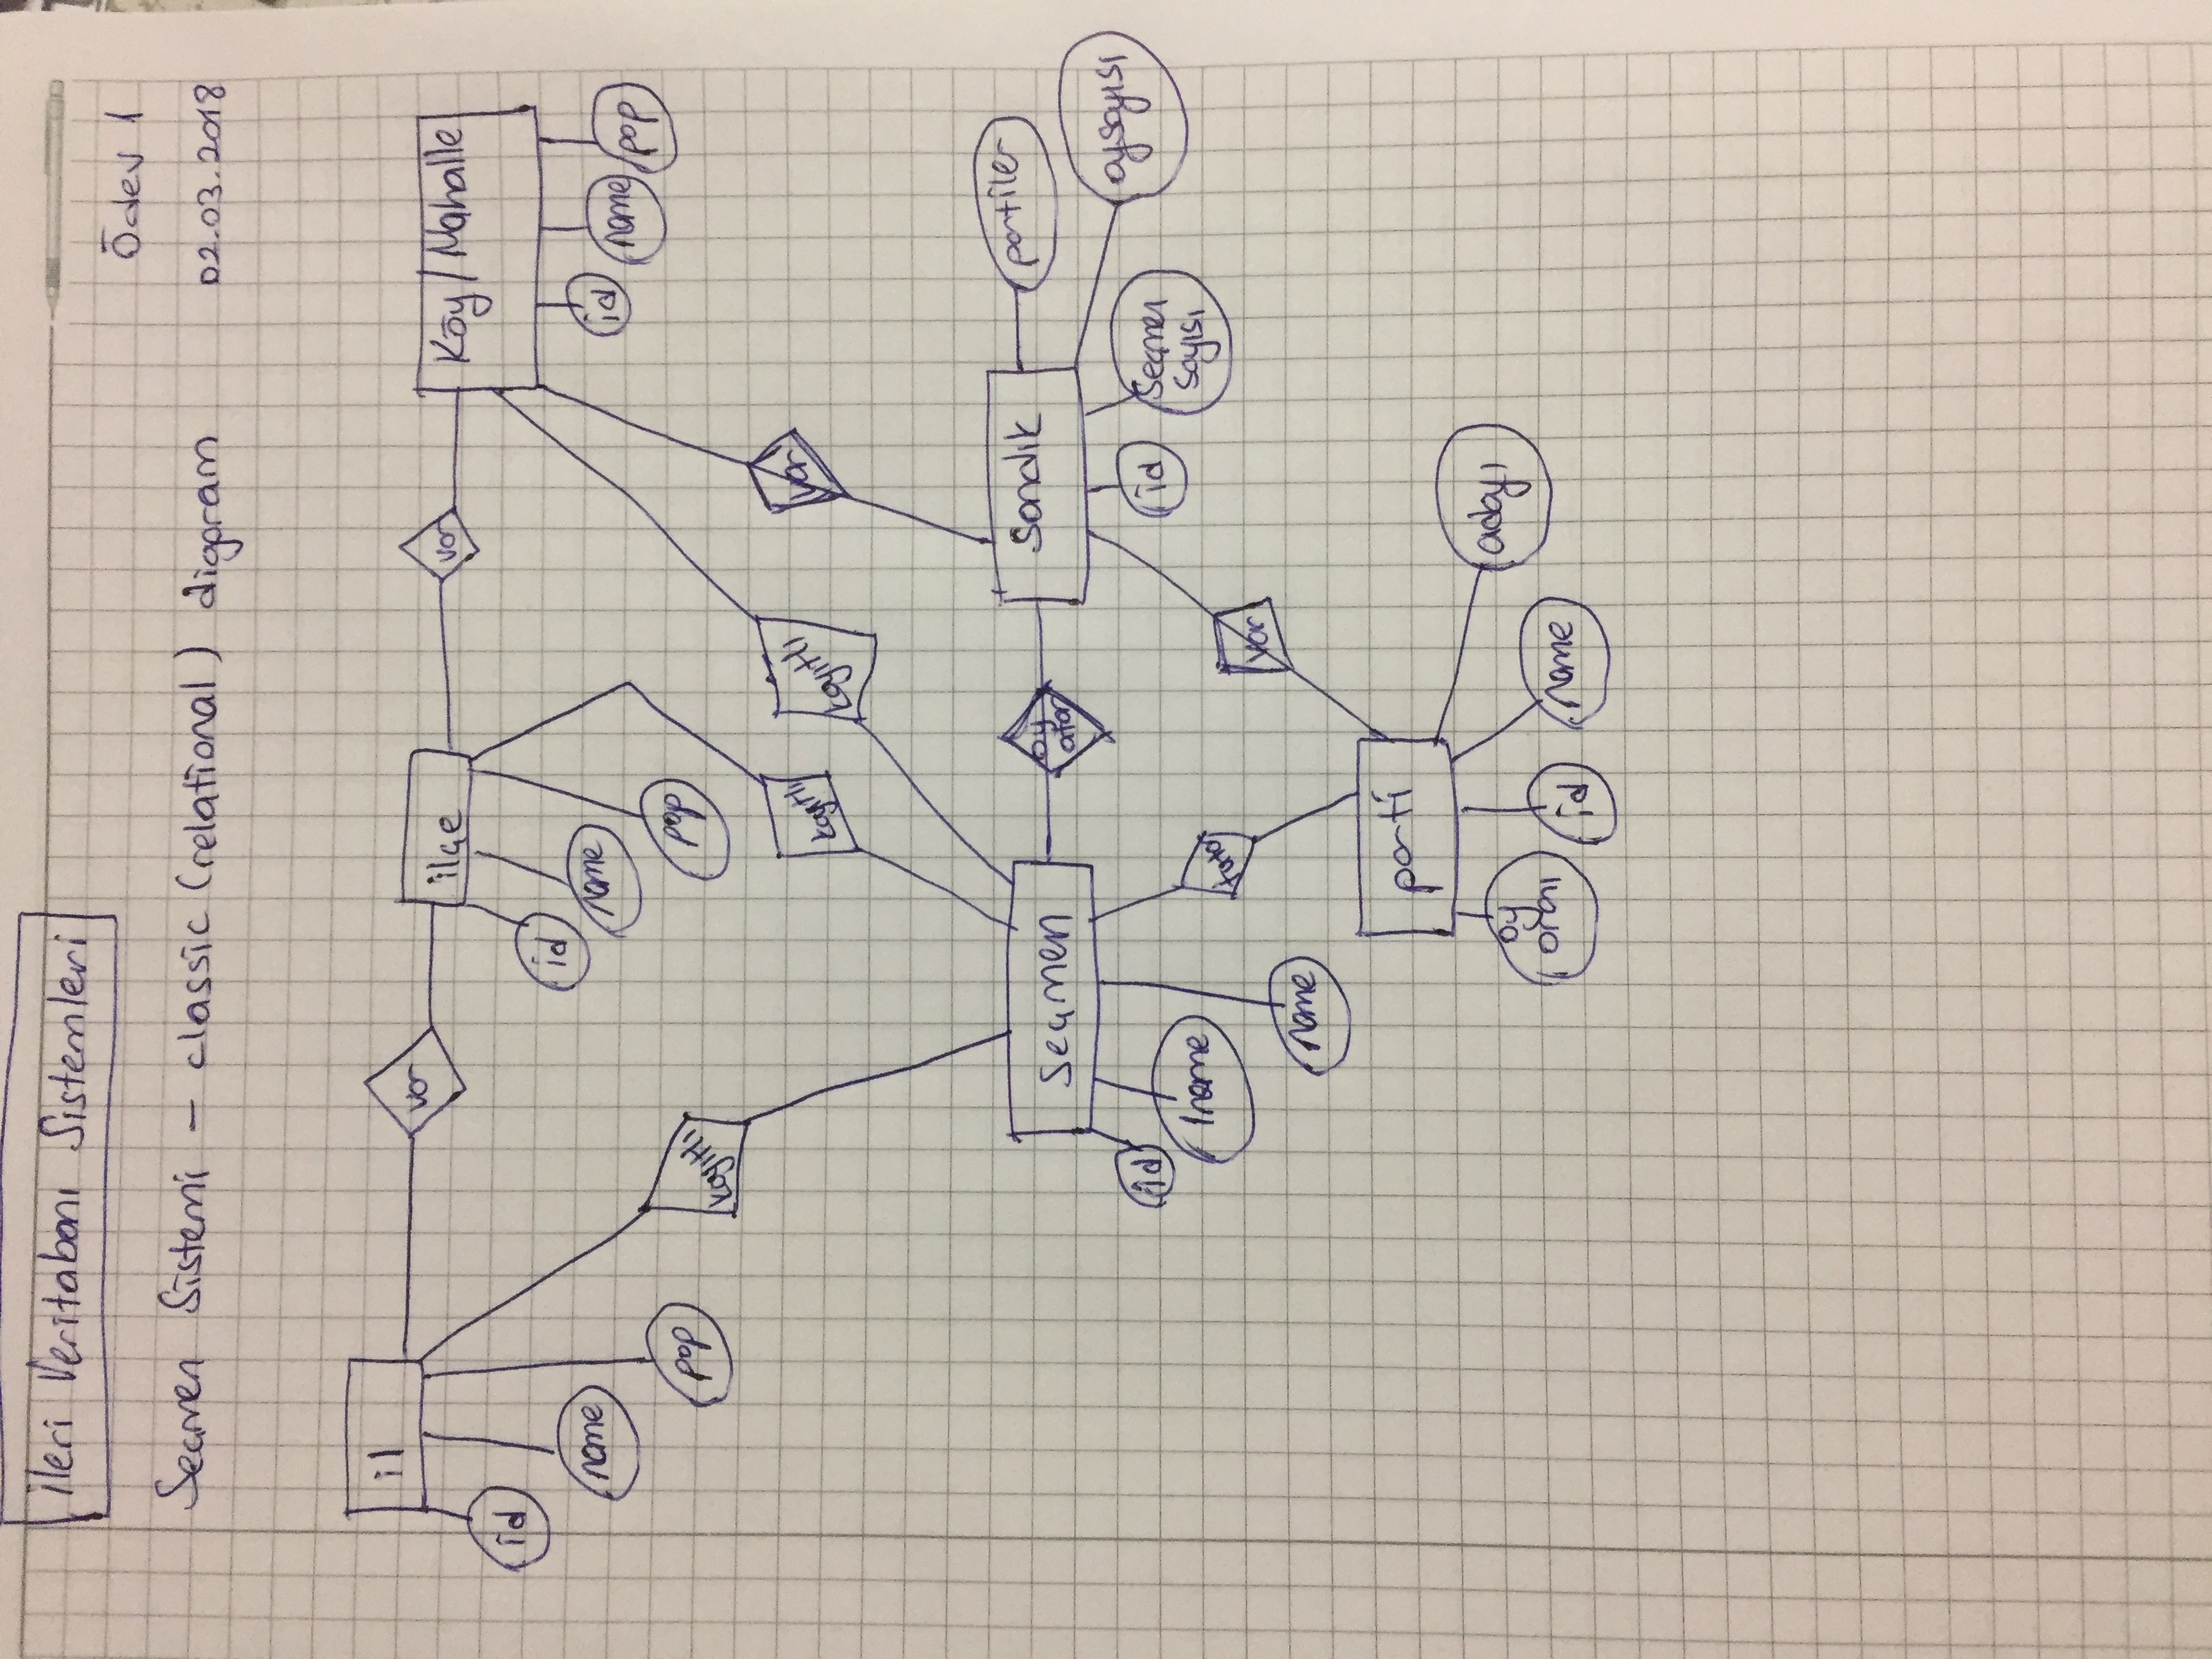 İleri Veritabanı Sistemleri
Ödev 1
Seçmen Sistemi - classic (relational) digoram
02.03.2018
il
var
ilçe
var
Köy/Mahalle
id
name
pop
id
name
pop
id
name
pop
kayıtlı
kayıtlı
kayıtlı
var
seçmen
oy
atar
Sandık
partiler
oysayısı
id
lname
name
tutar
var
id
seçmen
sayısı
parti
oy
oranı
id
name
adayı